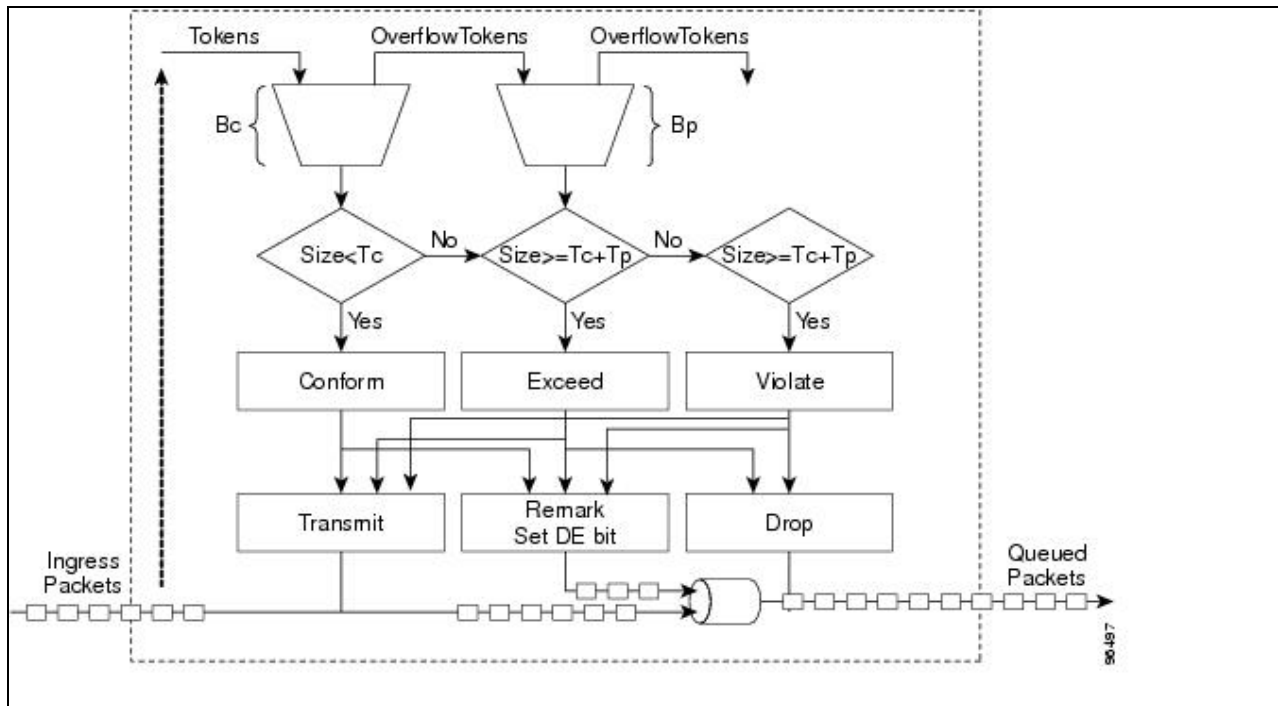 Tokens
OverflowTokens
OverflowTokens
Bc
Bp
Size<Tc
No
Size>=Tc+Tp
No
Size>=Tc+Tp
Yes
Yes
Yes
Conform
Exceed
Violate
Transmit
Remark
Set DE bit
Drop
Ingress
Packets
Queued
Packets
96497